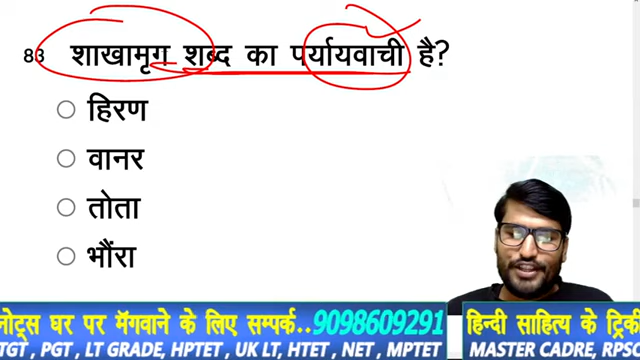 83 शाखामृग शब्द का पर्यायवाची है?
हिरण
वानर
तोता
भौंरा
नोट्स घर पर मँगवाने के लिए सम्पर्क..9098609291
TGT, PGT, LT GRADE, HPTET, UK LT, HTET, NET, MPTET
हिन्दी साहित्य के ट्रिकी
MASTER CADRE, RPSC